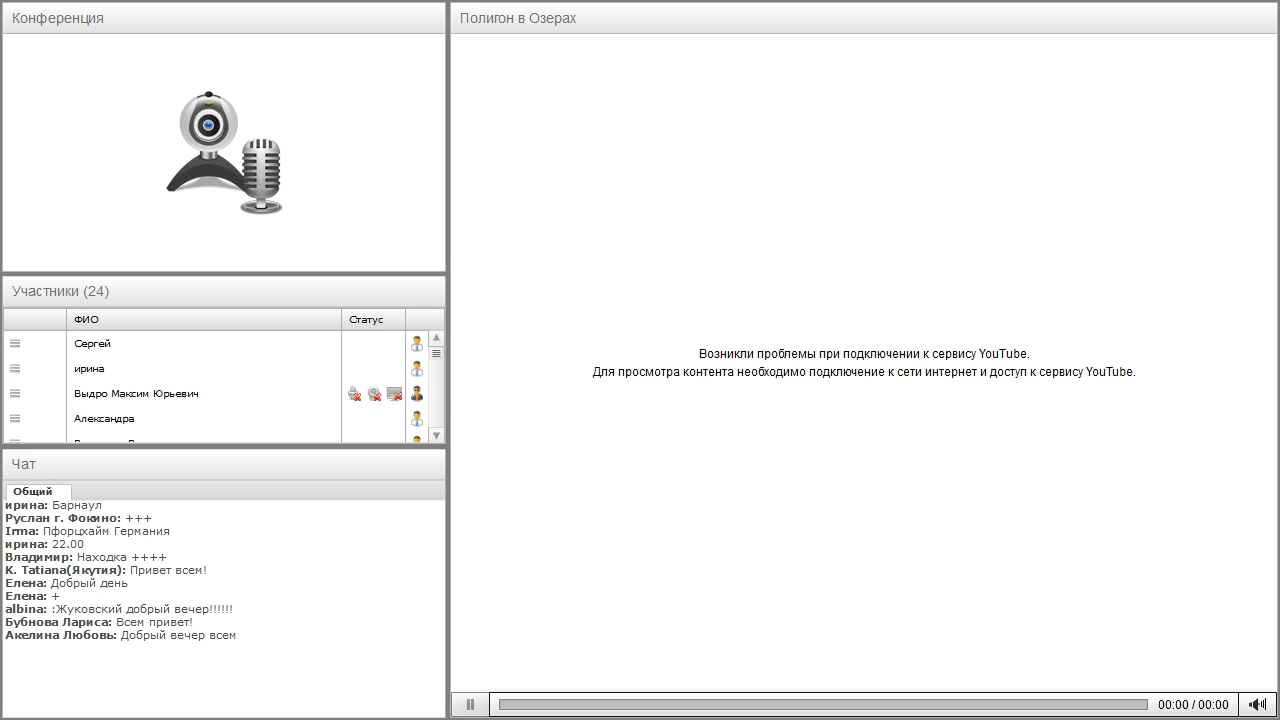 Конференция
Участники (24)
ФИО Статус
Сергей
ирина
Выдро Максим Юрьевич
Александра
Чат
Общий
ирина: Барнаул
Руслан г. Фокино: +++
Irma: Пфорцхайм Германия
ирина: 22.00
Владимир: Находка ++++
K. Tatiana(Якутия): Привет всем!
Елена: Добрый день
Елена: +
albina: :Жуковский добрый вечер!!!!!!
Бубнова Лариса: Всем привет!
Акелина Любовь: Добрый вечер всем
Полигон в Озерах
Возникли проблемы при подключении к сервису YouTube.
Для просмотра контента необходимо подключение к сети интернет и доступ к сервису YouTube.
00:00 / 00:00